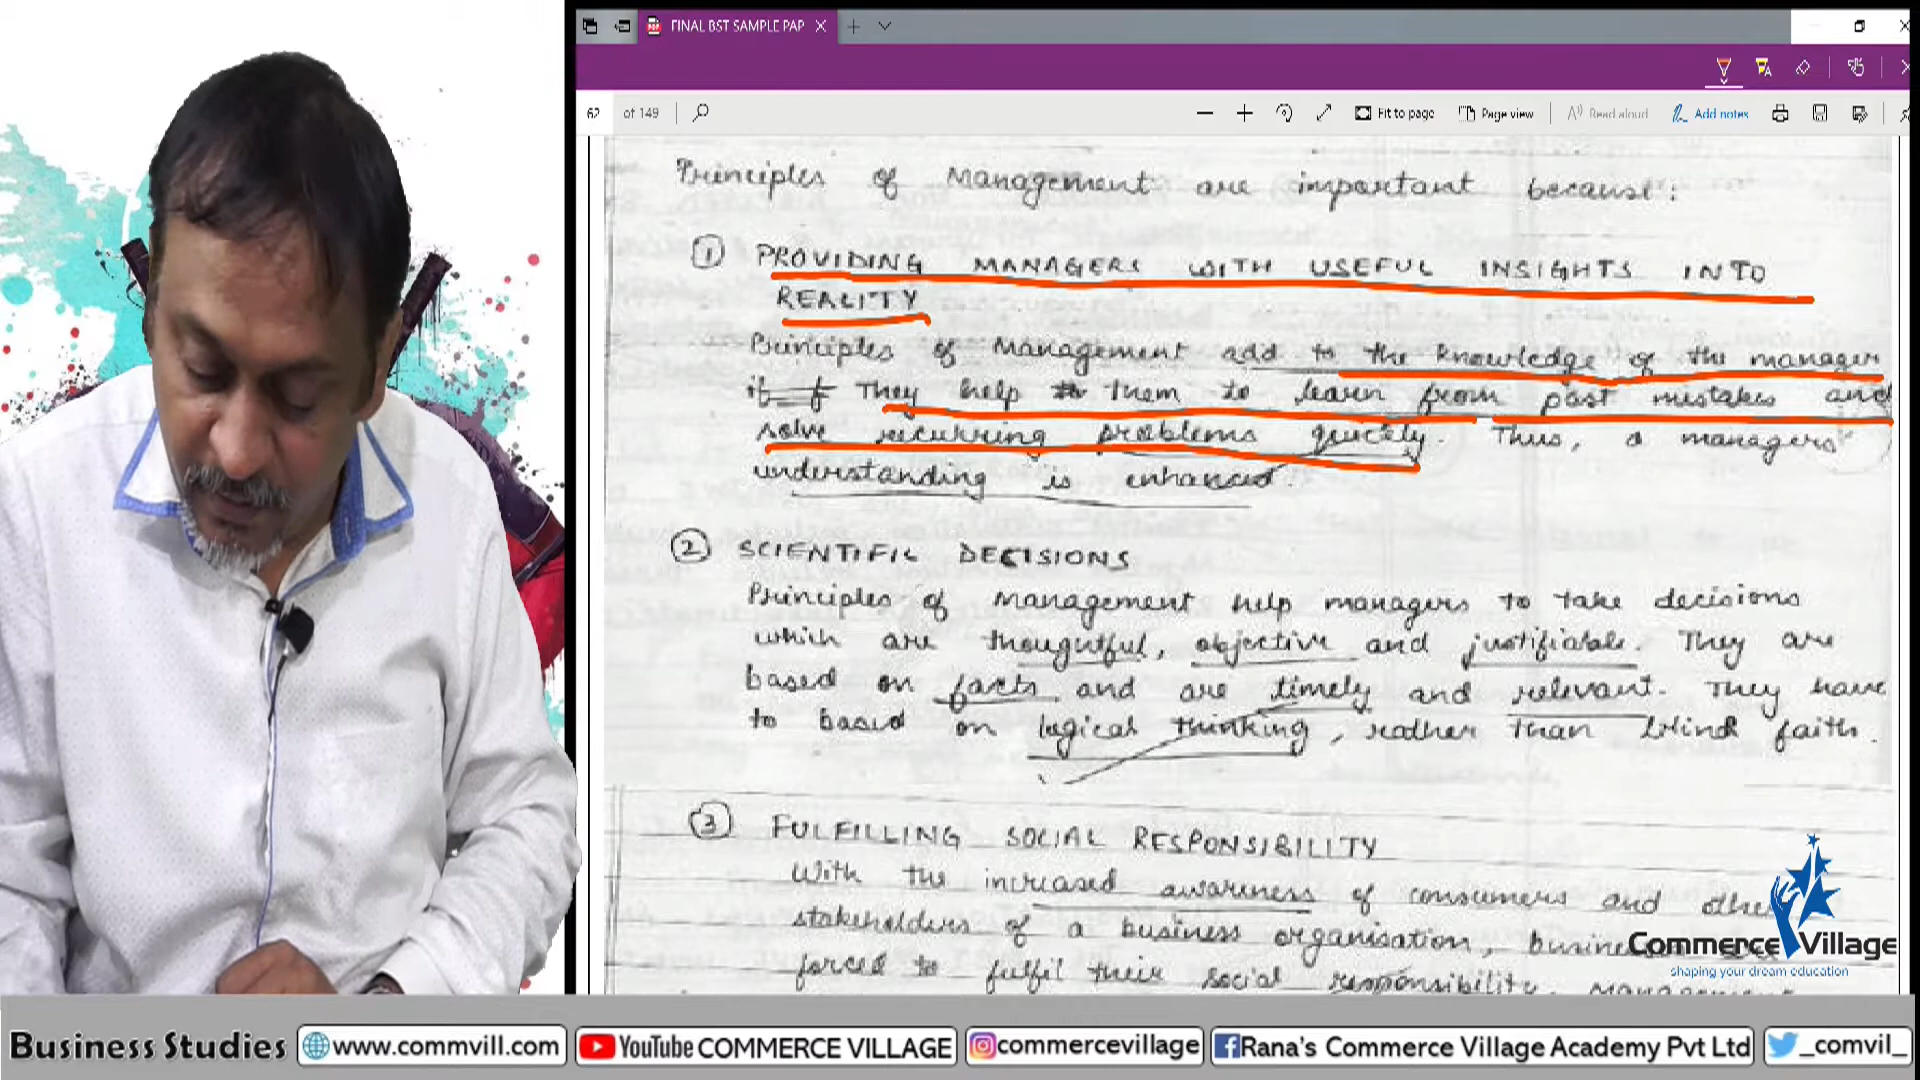 FINAL BST SAMPLE PAP
62 of 149
Fit to page
Page view
Read aloud
Add notes
Principles of Management are important because:
① PROVIDING MANAGERS WITH USEFUL INSIGHTS INTO
REALITY
Principles of Management add to the knowledge of the manager
They help them to learn from past mistakes and
solve recurring problems quickly. Thus, a managers
understanding is enhanced.
② SCIENTIFIC DECISIONS
Principles of Management help managers to take decisions
which are thoughtful, objective and justifiable. They are
based on facts and are timely and relevant. They have
to based on logical thinking, rather than blind faith.
③ FULFILLING SOCIAL RESPONSIBILITY
With the increased awareness of consumers and other
stakeholders of a business organisation,
forced to fulfil their social responsibility.
Commerce Village
shaping your dream education
Business Studies
www.commvill.com
YouTube COMMERCE VILLAGE
commercevillage
Rana's Commerce Village Academy Pvt Ltd
_comvil_